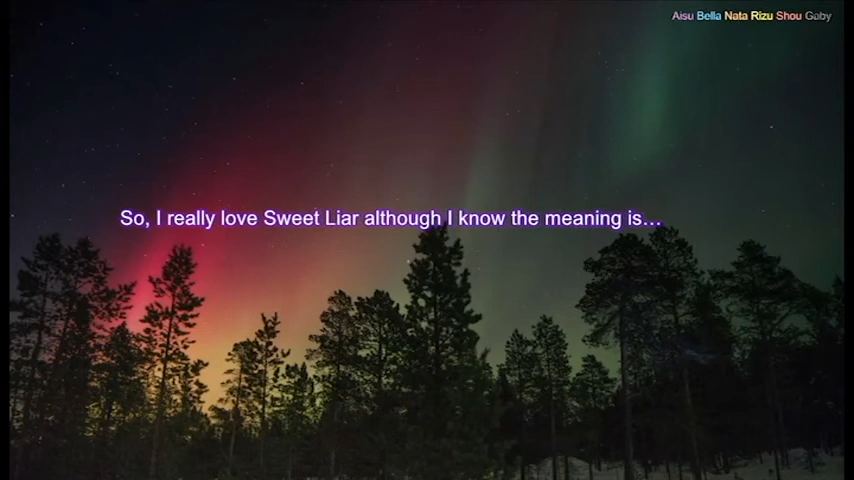 Aisu Bella Nata Rizu Shou Gaby
So, I really love Sweet Liar although I know the meaning is…